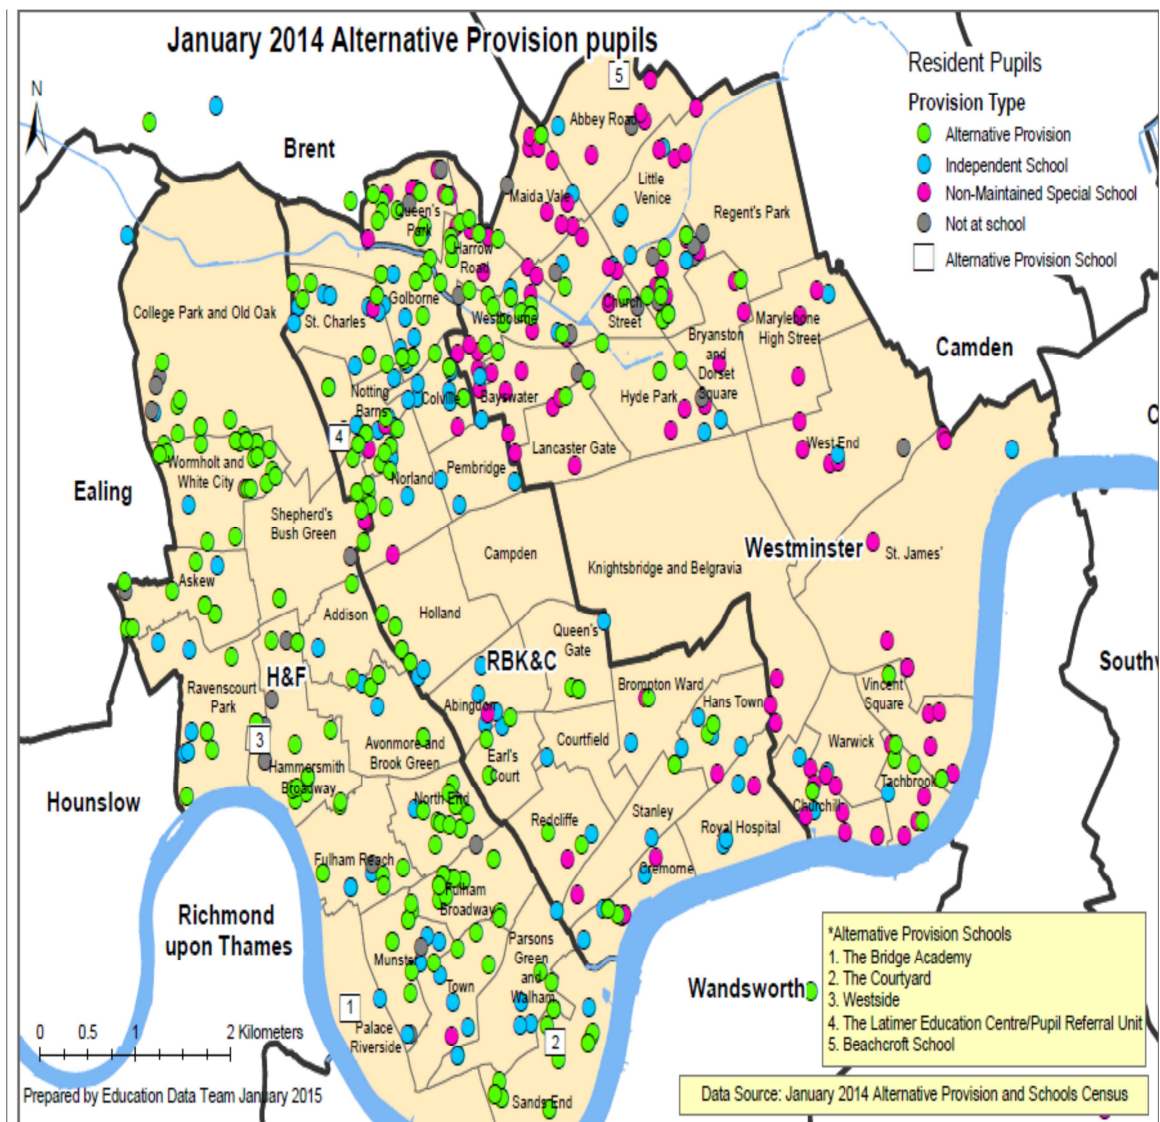 January 2014 Alternative Provision pupils
Resident Pupils
Provision Type
Alternative Provision
Independent School
Non-Maintained Special School
Not at school
Alternative Provision School
N
5
Abbey Road
Brent
Maida Vale
Little
Venice
Regent's Park
Queen's
Park
Harrow
Road
College Park and Old Oak
St. Charles
Golborne
Westbourne
Church
Street
Marylebone
High Street
Bryanston
and
Dorset
Square
Camden
Notting
Barns
Colville
Bayswater
Hyde Park
4
Lancaster Gate
West End
Wormholt and
White City
Norland
Pembridge
Ealing
Shepherd's
Bush Green
Campden
Knightsbridge and Belgravia
Westminster
St. James'
Askew
Addison
Holland
Queen's
Gate
RBK&C
H&F
Ravenscourt
Park
Abingdon
Brompton Ward
Hans Town
Vincent
Square
Southw
3
Avonmore and
Brook Green
Earl's
Court
Courtfield
Warwick
Tachbrook
Hammersmith
Broadway
Hounslow
North End
Redcliffe
Stanley
Royal Hospital
Churchill
Fulham Reach
Cremorne
Fulham
Broadway
Richmond
upon Thames
Munster
Town
Parsons
Green
and
Walham
Wandsworth
1
Palace
Riverside
2
Sands End
0 0.5 1 2 Kilometers
Prepared by Education Data Team January 2015
*Alternative Provision Schools
1. The Bridge Academy
2. The Courtyard
3. Westside
4. The Latimer Education Centre/Pupil Referral Unit
5. Beachcroft School
Data Source: January 2014 Alternative Provision and Schools Census